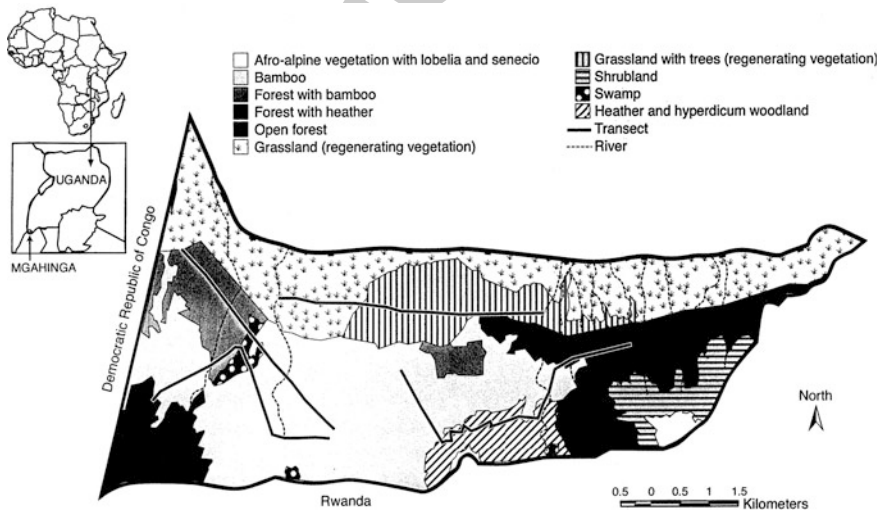 Afro-alpine vegetation with lobelia and senecio
Bamboo
Forest with bamboo
Forest with heather
Open forest
Grassland (regenerating vegetation)
Grassland with trees (regenerating vegetation)
Shrubland
Swamp
Heather and hyperdicum woodland
Transect
River
UGANDA
MGAHINGA
Democratic Republic of Congo
Rwanda
North
0.5 0 0.5 1 1.5
Kilometers